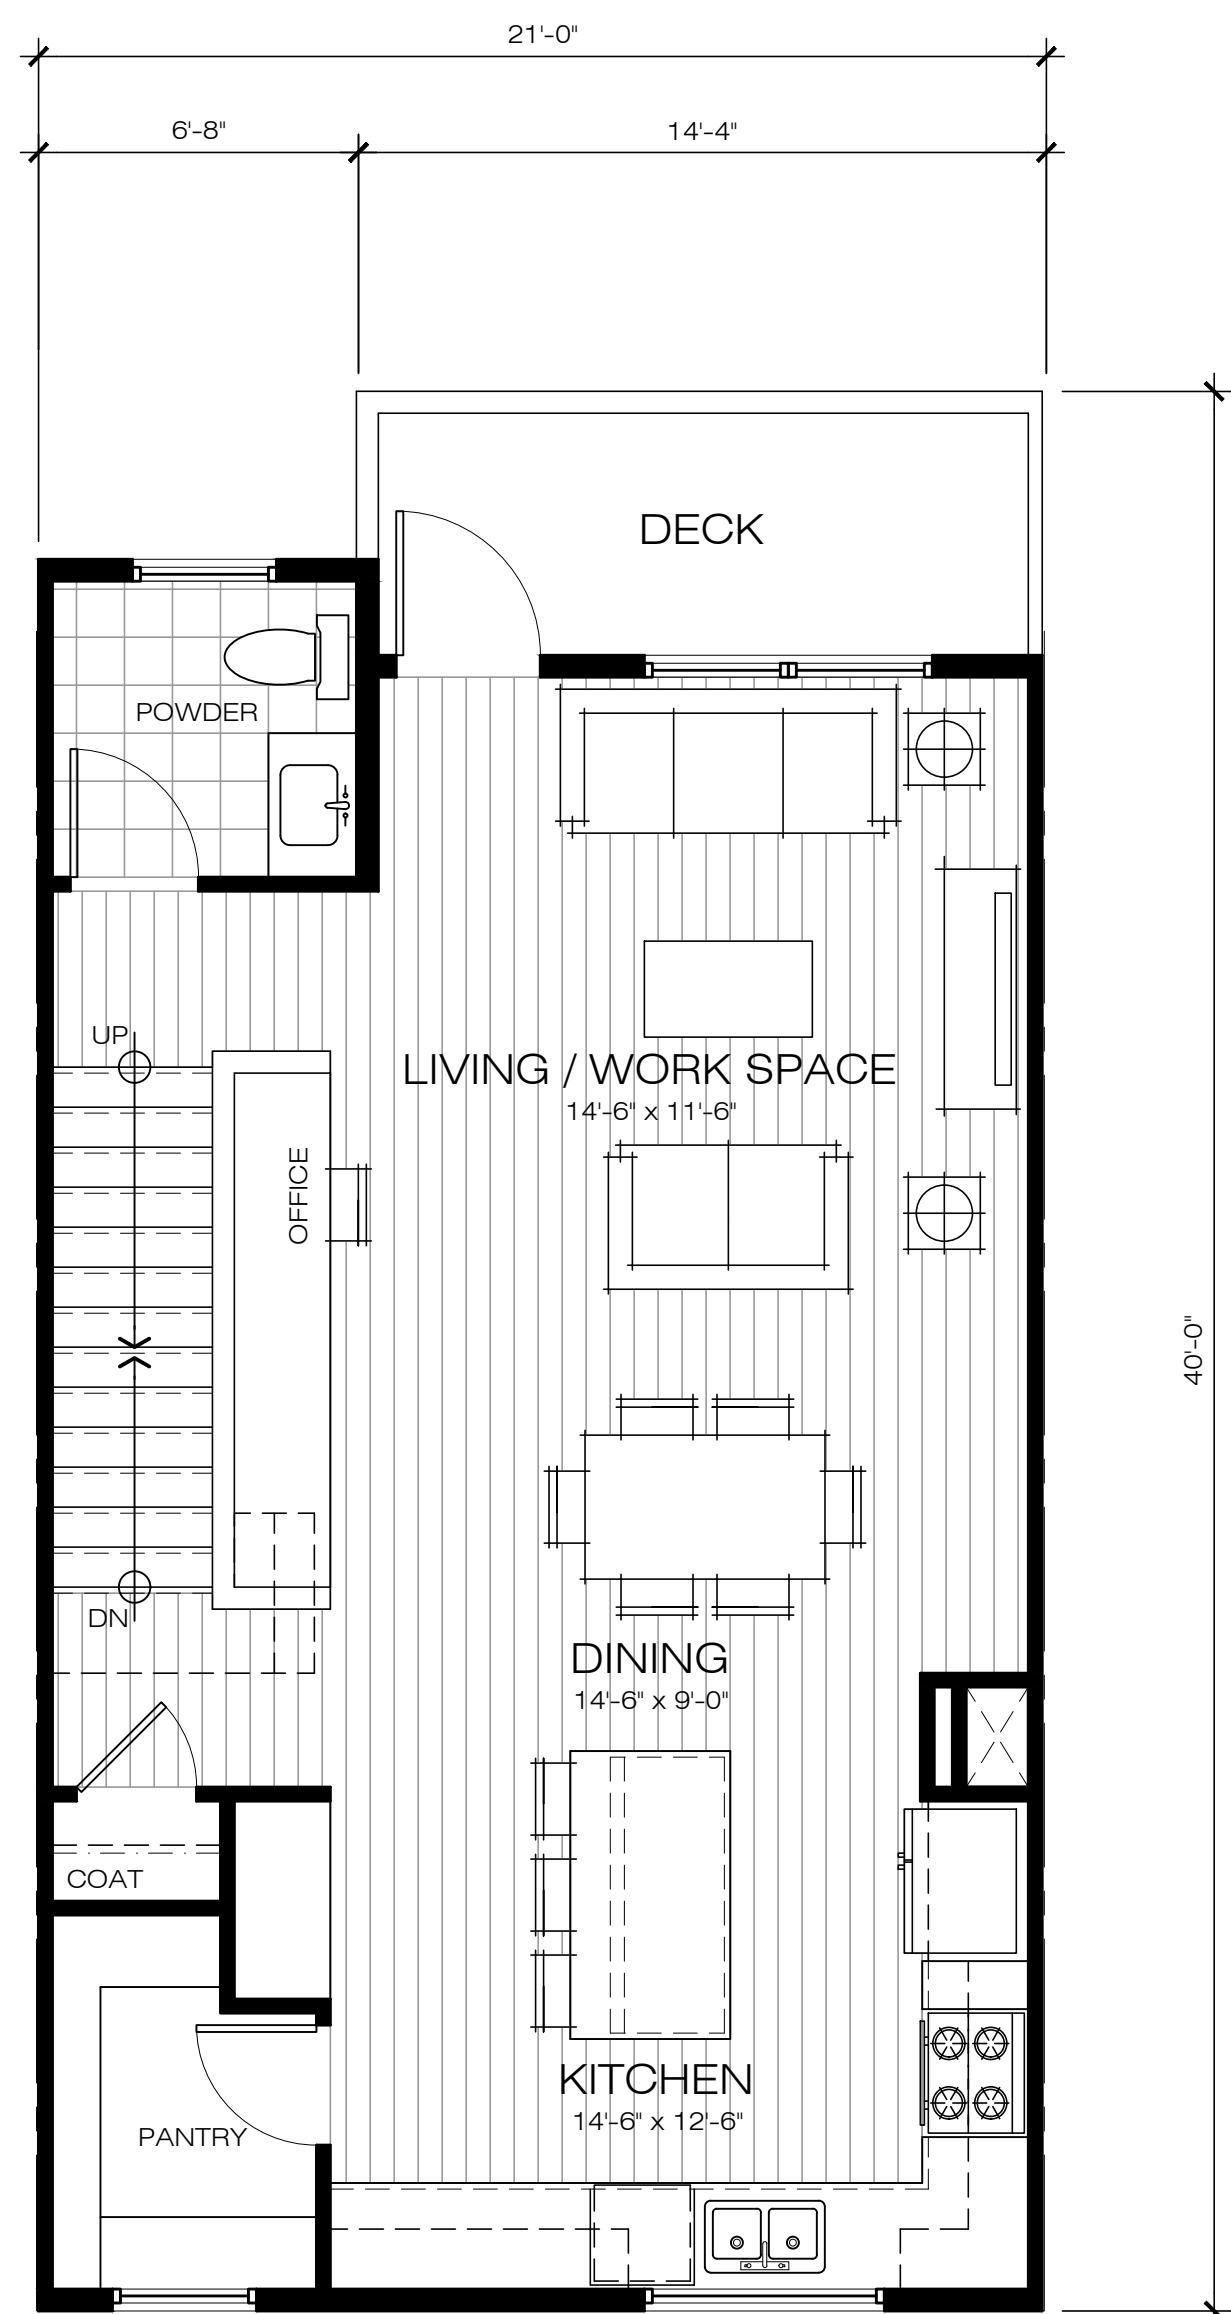 21'-0"
6'-8"
14'-4"
DECK
POWDER
UP
LIVING / WORK SPACE
14'-6" x 11'-6"
OFFICE
40'-0"
DN
DINING
14'-6" x 9'-0"
COAT
KITCHEN
14'-6" x 12'-6"
PANTRY